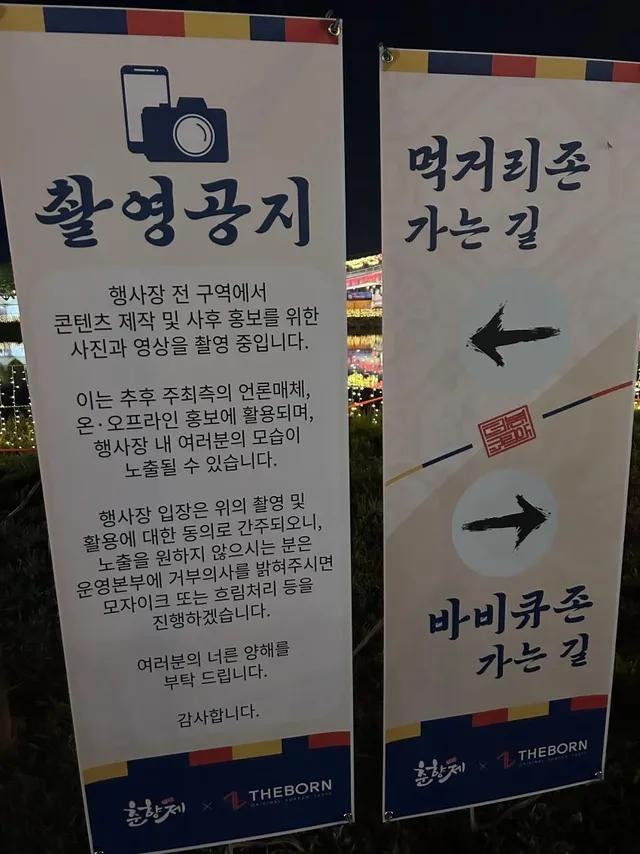 촬영공지
행사장 전 구역에서
콘텐츠 제작 및 사후 홍보를 위한
사진과 영상을 촬영 중입니다.
이는 추후 주최측의 언론매체,
온·오프라인 홍보에 활용되며,
행사장 내 여러분의 모습이
노출될 수 있습니다.
행사장 입장은 위의 촬영 및
활용에 대한 동의로 간주되오니,
노출을 원하지 않으시는 분은
운영본부에 거부의사를 밝혀주시면
모자이크 또는 흐림처리 등을
진행하겠습니다.
여러분의 너른 양해를
부탁 드립니다.
감사합니다.
춘향제 × THEBORN
ORIGINAL KOREAN TASTE
먹거리존
가는 길
바비큐존
가는 길
춘향제 × THEBORN
ORIGINAL KOREAN TASTE